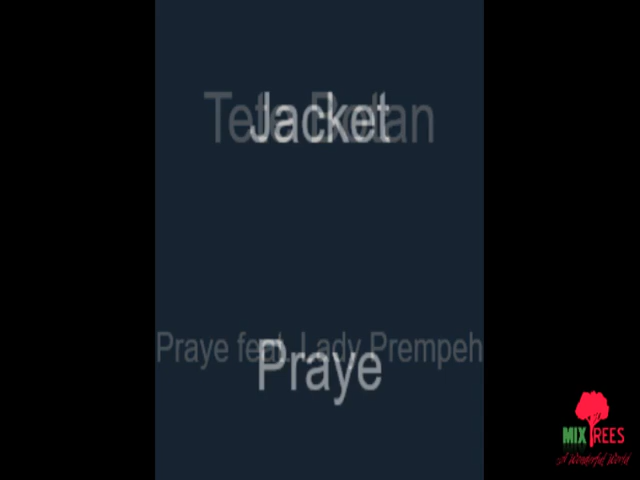 Jacket
Praye feat. Lady Prempeh
Praye
MIX TREES
A Wonderful World